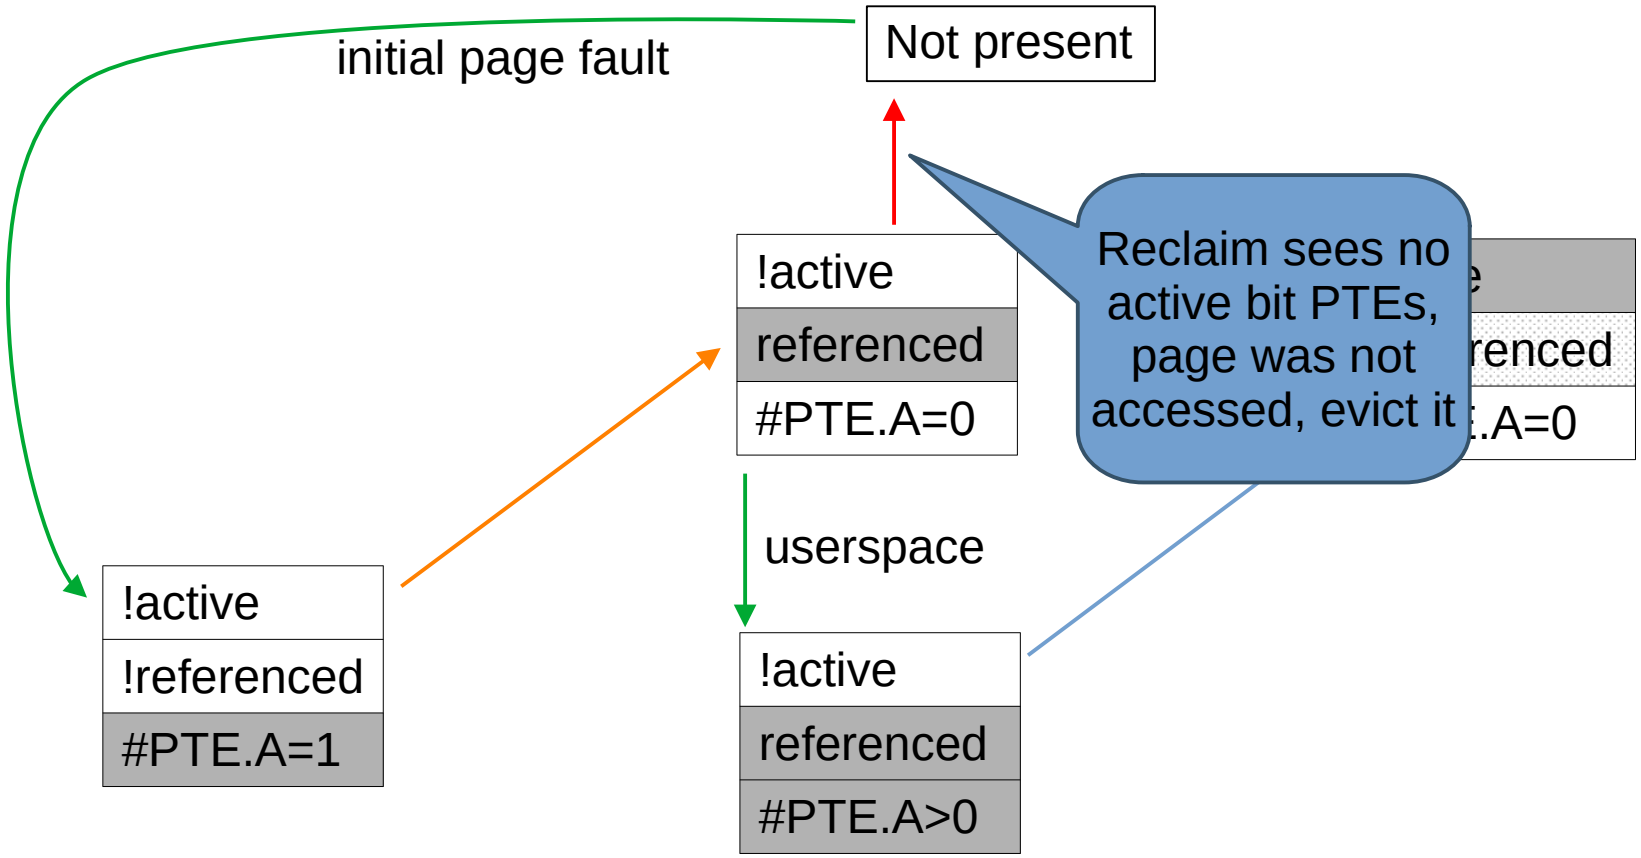 Not present
initial page fault
!active
referenced
#PTE.A=0
Reclaim sees no
active bit PTEs,
page was not
accessed, evict it
.A=0
userspace
!active
!referenced
#PTE.A=1
!active
referenced
#PTE.A>0